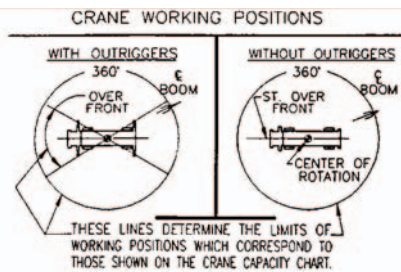 CRANE WORKING POSITIONS
WITH OUTRIGGERS
360°
℄
BOOM
OVER
FRONT
WITHOUT OUTRIGGERS
360°
℄
BOOM
ST. OVER
FRONT
CENTER OF
ROTATION
THESE LINES DETERMINE THE LIMITS OF
WORKING POSITIONS WHICH CORRESPOND TO
THOSE SHOWN ON THE CRANE CAPACITY CHART.